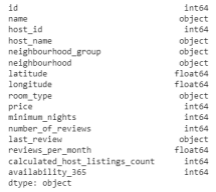 id int64
name object
host_id int64
host_name object
neighbourhood_group object
neighbourhood object
latitude float64
longitude float64
room_type object
price int64
minimum_nights int64
number_of_reviews int64
last_review object
reviews_per_month float64
calculated_host_listings_count int64
availability_365 int64
dtype: object